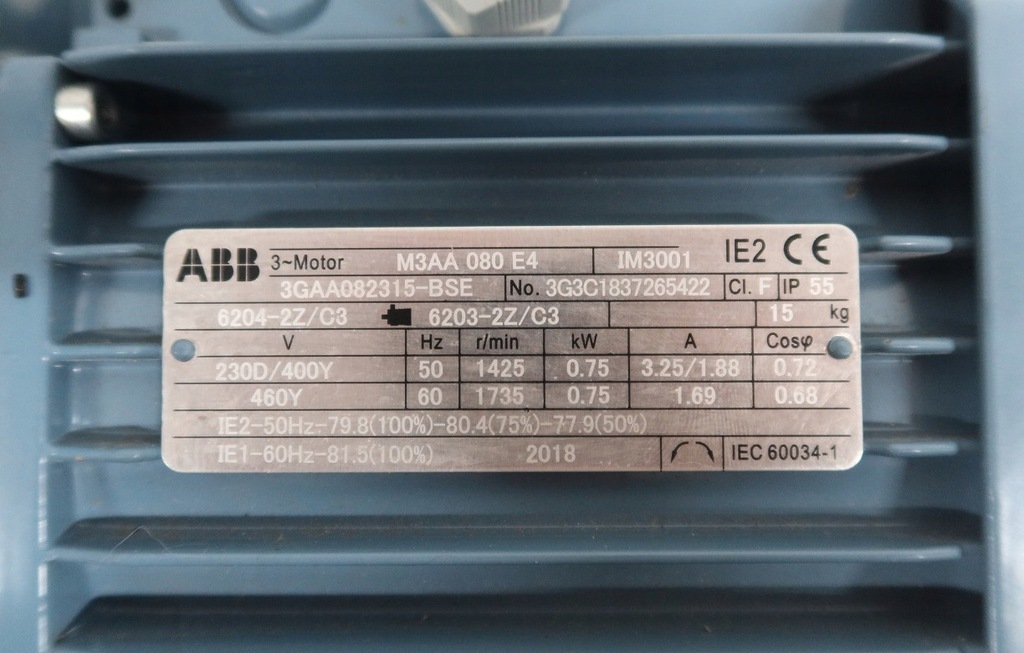 ABB 3~Motor M3AA 080 E4 IM3001 IE2 CE
3GAA082315-BSE No. 3G3C1837265422 Cl. F IP 55
6204-2Z/C3 6203-2Z/C3 15 kg
V Hz r/min kW A Cosφ
230D/400Y 50 1425 0.75 3.25/1.88 0.72
460Y 60 1735 0.75 1.69 0.68
IE2-50Hz-79.8(100%)-80.4(75%)-77.9(50%)
IE1-60Hz-81.5(100%) 2018 IEC 60034-1